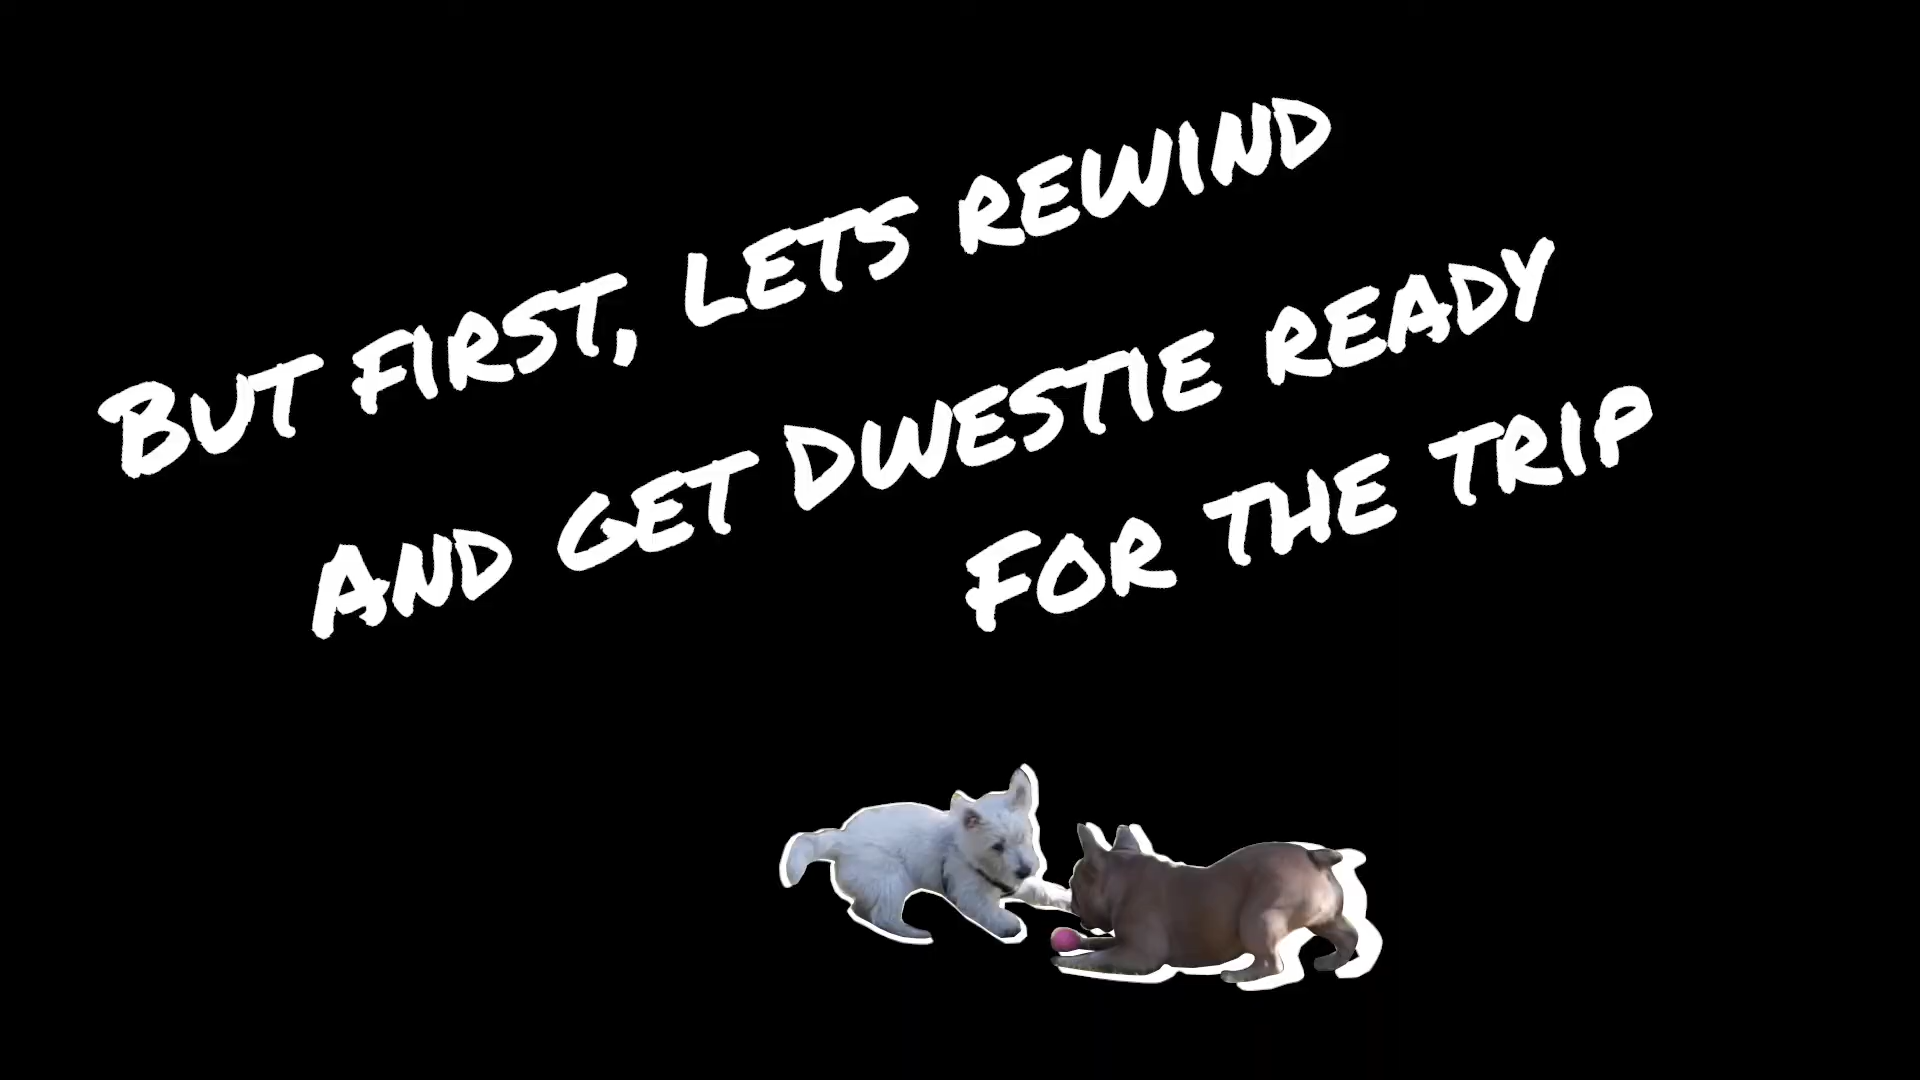 But first, lets rewind
And get Dwestie ready
For the trip